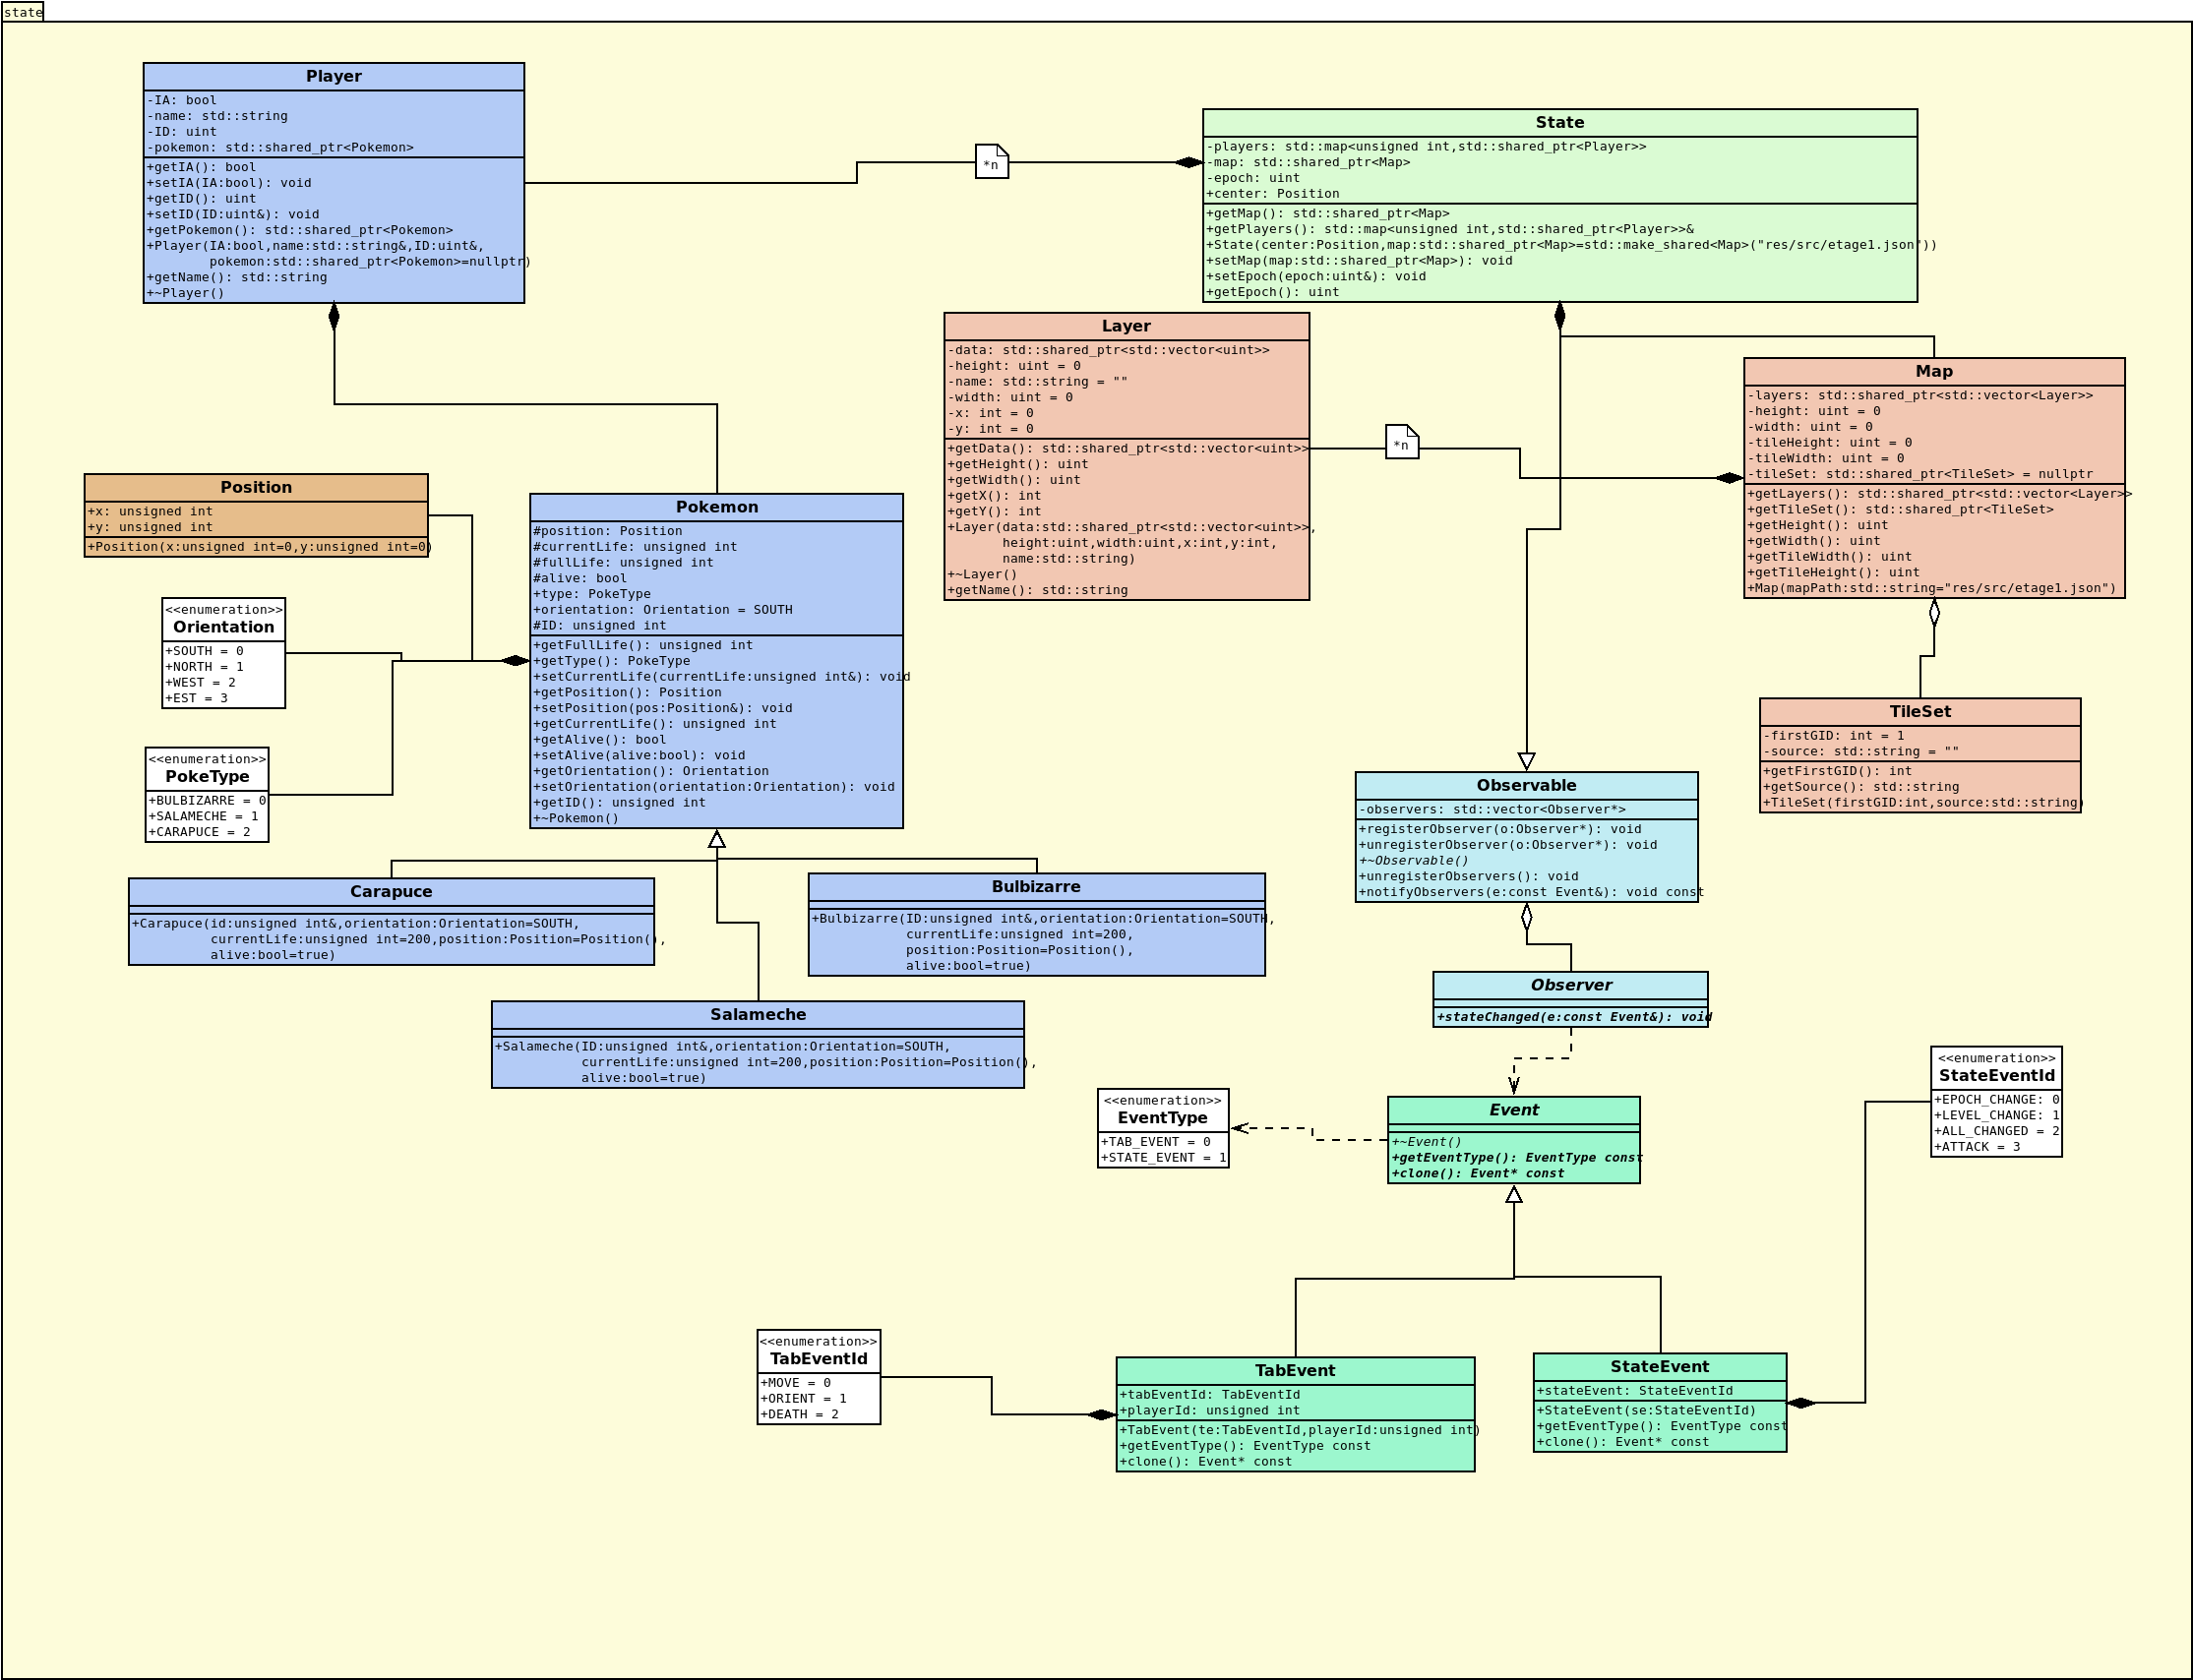 state
Player
-IA: bool
-name: std::string
-ID: uint
-pokemon: std::shared_ptr<Pokemon>
+getIA(): bool
+setIA(IA:bool): void
+getID(): uint
+setID(ID:uint&): void
+getPokemon(): std::shared_ptr<Pokemon>
+Player(IA:bool,name:std::string&,ID:uint&,
pokemon:std::shared_ptr<Pokemon>=nullptr)
+getName(): std::string
+~Player()
*n
State
-players: std::map<unsigned int,std::shared_ptr<Player>>
-map: std::shared_ptr<Map>
-epoch: uint
+center: Position
+getMap(): std::shared_ptr<Map>
+getPlayers(): std::map<unsigned int,std::shared_ptr<Player>>&
+State(center:Position,map:std::shared_ptr<Map>=std::make_shared<Map>("res/src/etage1.json"))
+setMap(map:std::shared_ptr<Map>): void
+setEpoch(epoch:uint&): void
+getEpoch(): uint
Layer
-data: std::shared_ptr<std::vector<uint>>
-height: uint = 0
-name: std::string = ""
-width: uint = 0
-x: int = 0
-y: int = 0
+getData(): std::shared_ptr<std::vector<uint>>
+getHeight(): uint
+getWidth(): uint
+getX(): int
+getY(): int
+Layer(data:std::shared_ptr<std::vector<uint>>,
height:uint,width:uint,x:int,y:int,
name:std::string)
+~Layer()
+getName(): std::string
*n
Map
-layers: std::shared_ptr<std::vector<Layer>>
-height: uint = 0
-width: uint = 0
-tileHeight: uint = 0
-tileWidth: uint = 0
-tileSet: std::shared_ptr<TileSet> = nullptr
+getLayers(): std::shared_ptr<std::vector<Layer>>
+getTileSet(): std::shared_ptr<TileSet>
+getHeight(): uint
+getWidth(): uint
+getTileWidth(): uint
+getTileHeight(): uint
+Map(mapPath:std::string="res/src/etage1.json")
Position
+x: unsigned int
+y: unsigned int
+Position(x:unsigned int=0,y:unsigned int=0)
Pokemon
#position: Position
#currentLife: unsigned int
#fullLife: unsigned int
#alive: bool
+type: PokeType
+orientation: Orientation = SOUTH
#ID: unsigned int
+getFullLife(): unsigned int
+getType(): PokeType
+setCurrentLife(currentLife:unsigned int&): void
+getPosition(): Position
+setPosition(pos:Position&): void
+getCurrentLife(): unsigned int
+getAlive(): bool
+setAlive(alive:bool): void
+getOrientation(): Orientation
+setOrientation(orientation:Orientation): void
+getID(): unsigned int
+~Pokemon()
<<enumeration>>
Orientation
+SOUTH = 0
+NORTH = 1
+WEST = 2
+EST = 3
<<enumeration>>
PokeType
+BULBIZARRE = 0
+SALAMECHE = 1
+CARAPUCE = 2
TileSet
-firstGID: int = 1
-source: std::string = ""
+getFirstGID(): int
+getSource(): std::string
+TileSet(firstGID:int,source:std::string)
Observable
-observers: std::vector<Observer*>
+registerObserver(o:Observer*): void
+unregisterObserver(o:Observer*): void
+~Observable()
+unregisterObservers(): void
+notifyObservers(e:const Event&): void const
Carapuce
+Carapuce(id:unsigned int&,orientation:Orientation=SOUTH,
currentLife:unsigned int=200,position:Position=Position(),
alive:bool=true)
Bulbizarre
+Bulbizarre(ID:unsigned int&,orientation:Orientation=SOUTH,
currentLife:unsigned int=200,
position:Position=Position(),
alive:bool=true)
Salameche
+Salameche(ID:unsigned int&,orientation:Orientation=SOUTH,
currentLife:unsigned int=200,position:Position=Position(),
alive:bool=true)
Observer
+stateChanged(e:const Event&): void
<<enumeration>>
EventType
+TAB_EVENT = 0
+STATE_EVENT = 1
Event
+~Event()
+getEventType(): EventType const
+clone(): Event* const
<<enumeration>>
StateEventId
+EPOCH_CHANGE: 0
+LEVEL_CHANGE: 1
+ALL_CHANGED = 2
+ATTACK = 3
<<enumeration>>
TabEventId
+MOVE = 0
+ORIENT = 1
+DEATH = 2
TabEvent
+tabEventId: TabEventId
+playerId: unsigned int
+TabEvent(te:TabEventId,playerId:unsigned int)
+getEventType(): EventType const
+clone(): Event* const
StateEvent
+stateEvent: StateEventId
+StateEvent(se:StateEventId)
+getEventType(): EventType const
+clone(): Event* const